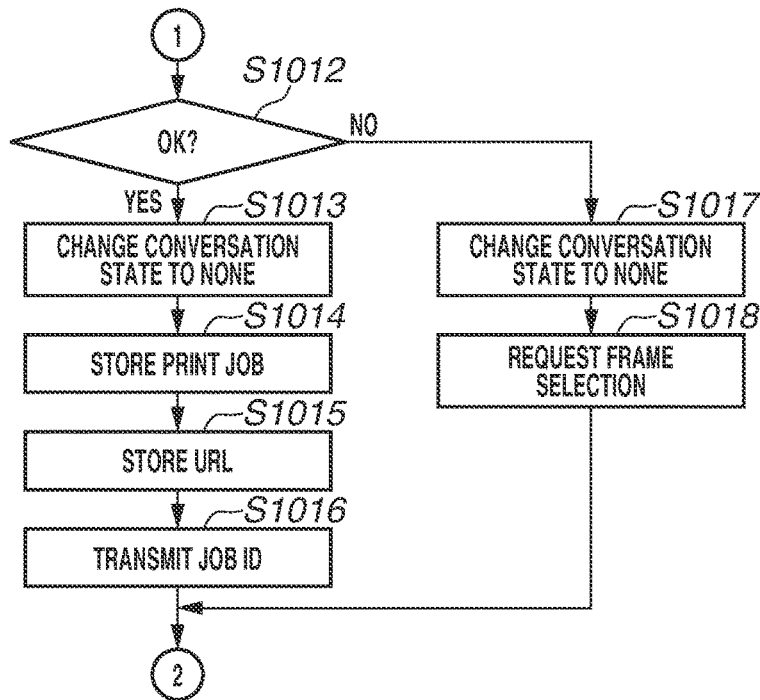 1
S1012
OK?
NO
YES
S1013
CHANGE CONVERSATION
STATE TO NONE
S1014
STORE PRINT JOB
S1015
STORE URL
S1016
TRANSMIT JOB ID
S1017
CHANGE CONVERSATION
STATE TO NONE
S1018
REQUEST FRAME
SELECTION
2